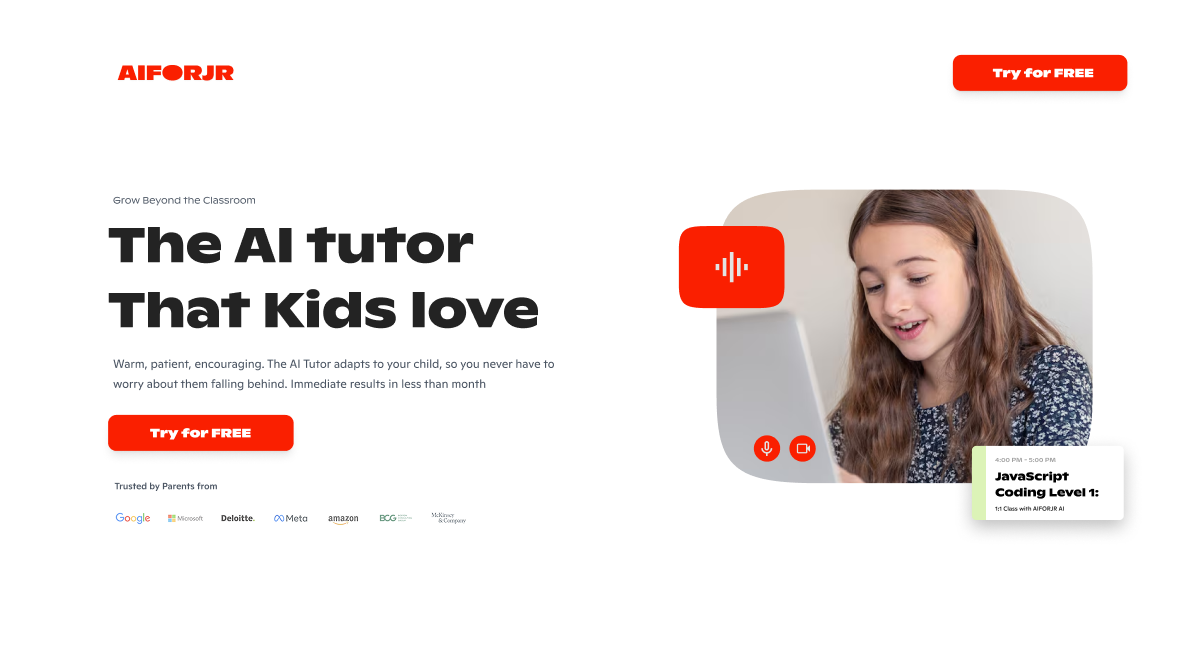 AIFORJR
Try for FREE
Grow Beyond the Classroom
The AI tutor
That Kids love
Warm, patient, encouraging. The AI Tutor adapts to your child, so you never have to
worry about them falling behind. Immediate results in less than month
Try for FREE
Trusted by Parents from
Google
Microsoft
Deloitte.
Meta
amazon
BCG
McKinsey
& Company
4:00 PM - 5:00 PM
JavaScript
Coding Level 1:
1:1 Class with AIFORJR AI